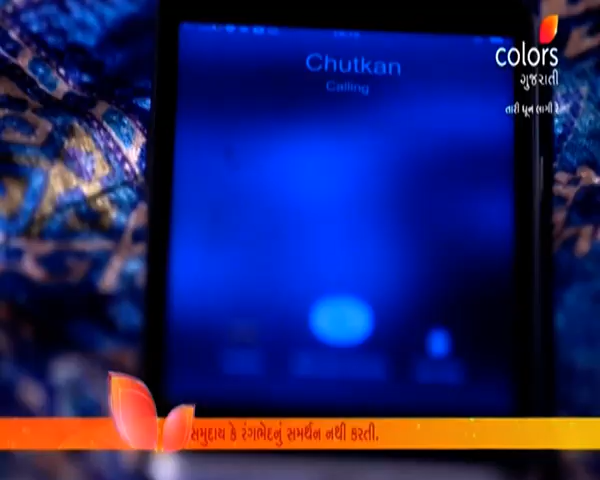 Chutkan
Calling
colors
ગુજરાતી
તારી ધૂન લાગી રે
સમુદાય કે રંગભેદનું સમર્થન નથી કરતી.